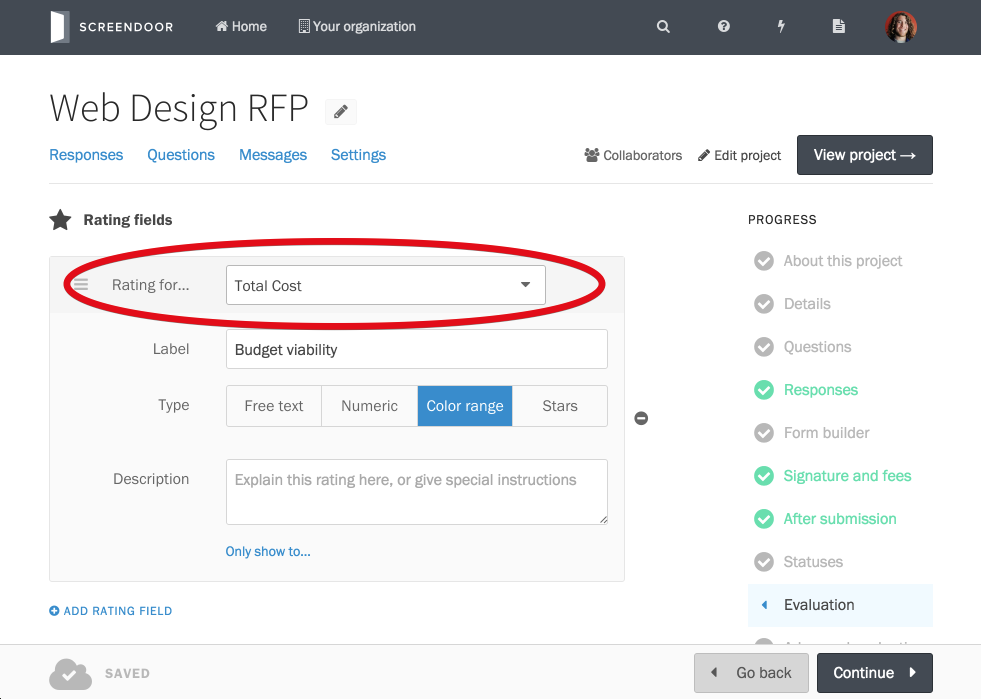 SCREENDOOR Home Your organization
Web Design RFP
Responses Questions Messages Settings Collaborators Edit project View project →
Rating fields
Rating for... Total Cost
Label Budget viability
Type Free text Numeric Color range Stars
Description Explain this rating here, or give special instructions
Only show to...
ADD RATING FIELD
PROGRESS
About this project
Details
Questions
Responses
Form builder
Signature and fees
After submission
Statuses
Evaluation
SAVED Go back Continue